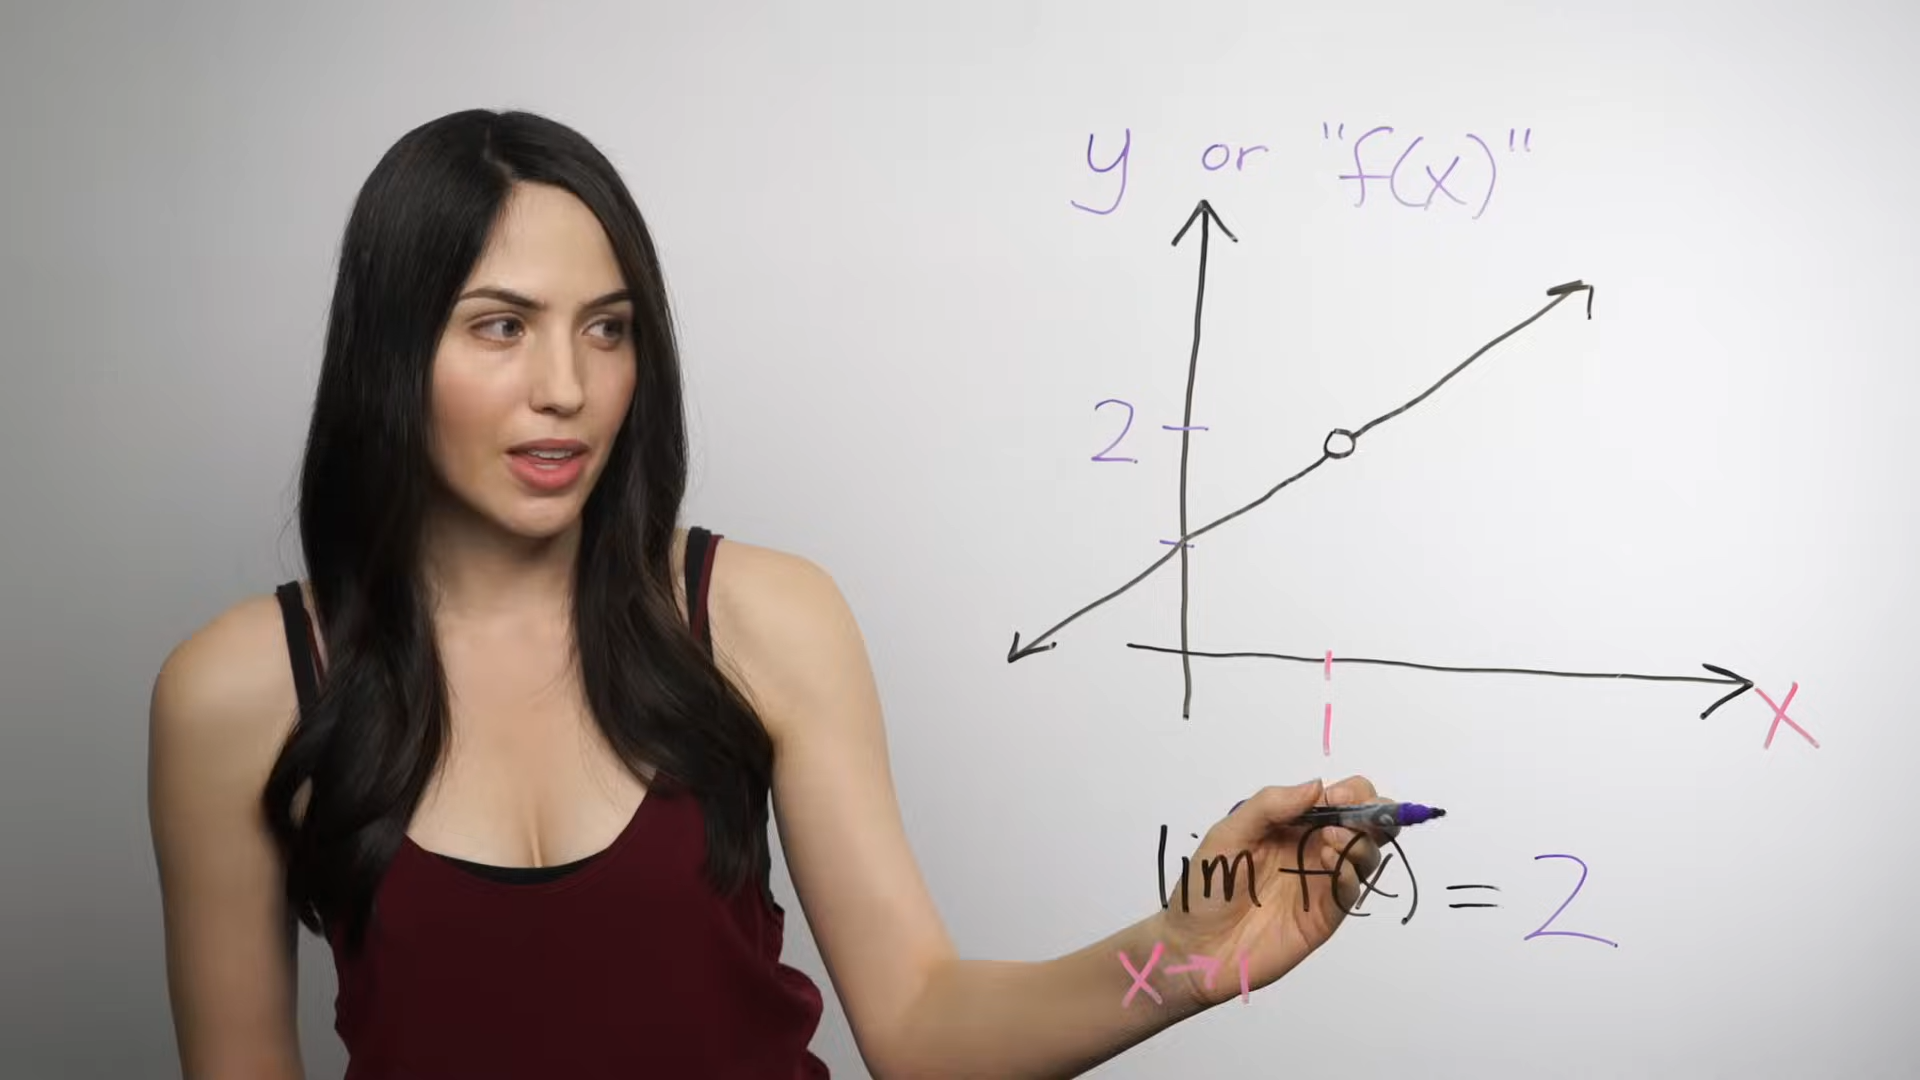 y or "f(x)"
2
x
1
lim f(x) = 2
x→1